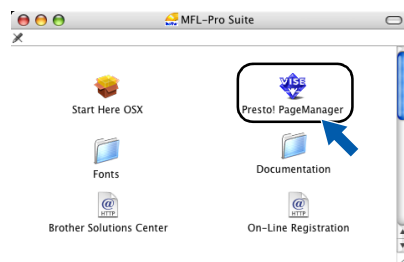 MFL-Pro Suite
VISE
Start Here OSX
Presto! PageManager
Fonts
Documentation
@
HTTP
@
HTTP
Brother Solutions Center
On-Line Registration